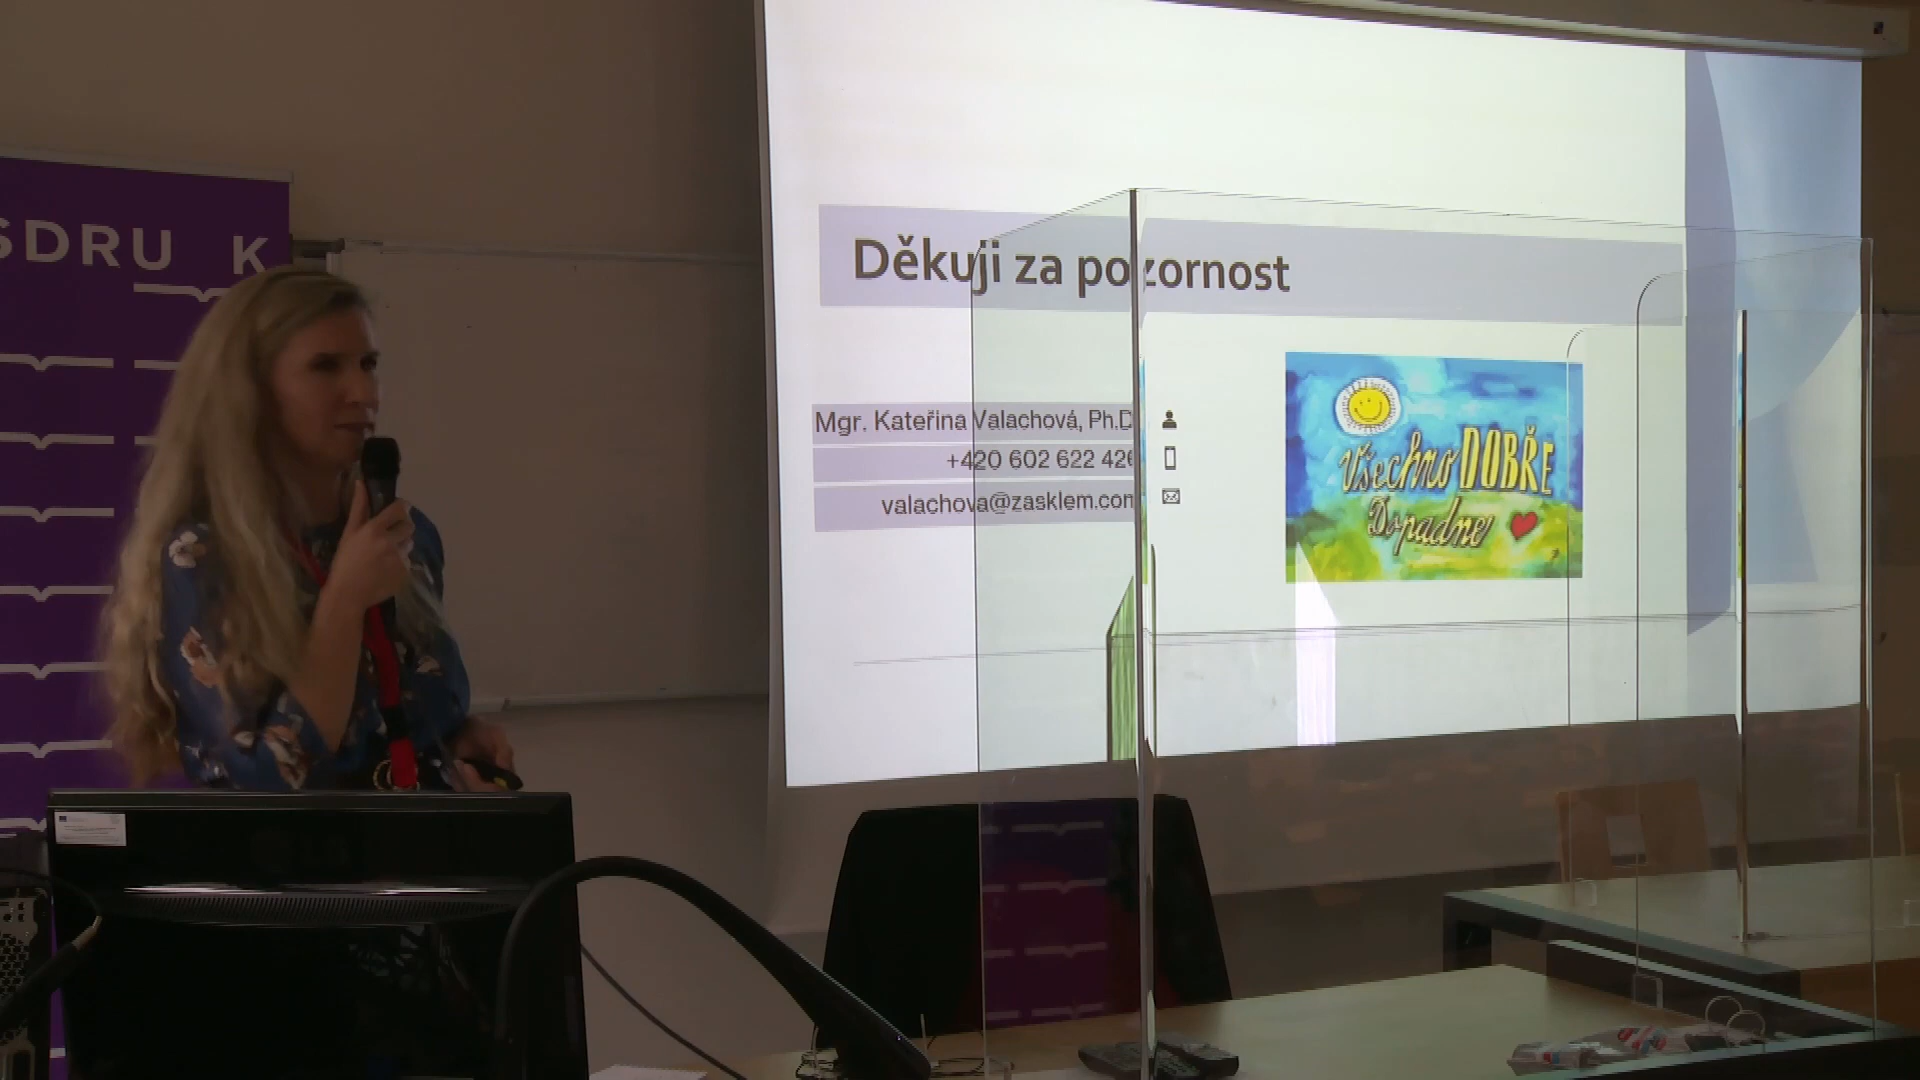 SDRU K
Děkuji za pozornost
Mgr. Kateřina Valachová, Ph.D
+420 602 622 426
valachova@zasklem.com
Všechno DOBŘE
Dopadne